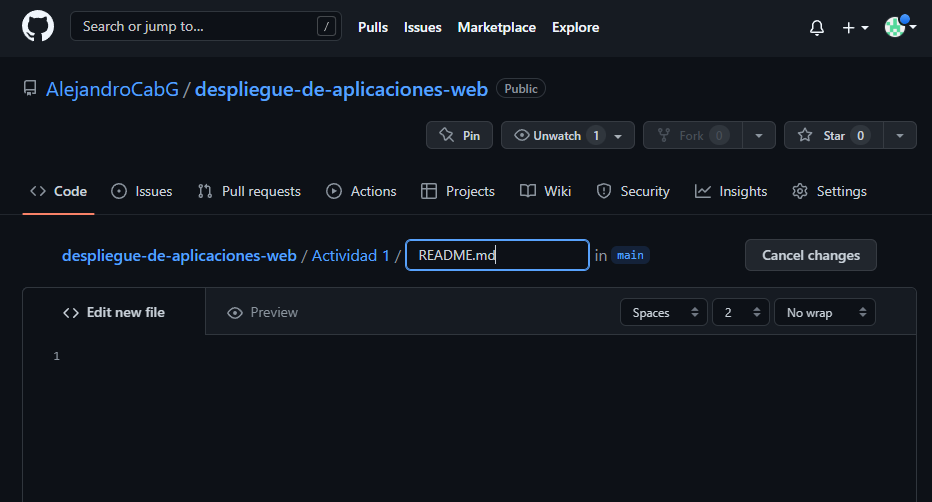 Search or jump to... / Pulls Issues Marketplace Explore
AlejandroCabG / despliegue-de-aplicaciones-web Public
Pin Unwatch 1 Fork 0 Star 0
Code Issues Pull requests Actions Projects Wiki Security Insights Settings
despliegue-de-aplicaciones-web / Actividad 1 / README.md in main Cancel changes
<> Edit new file Preview Spaces 2 No wrap
1